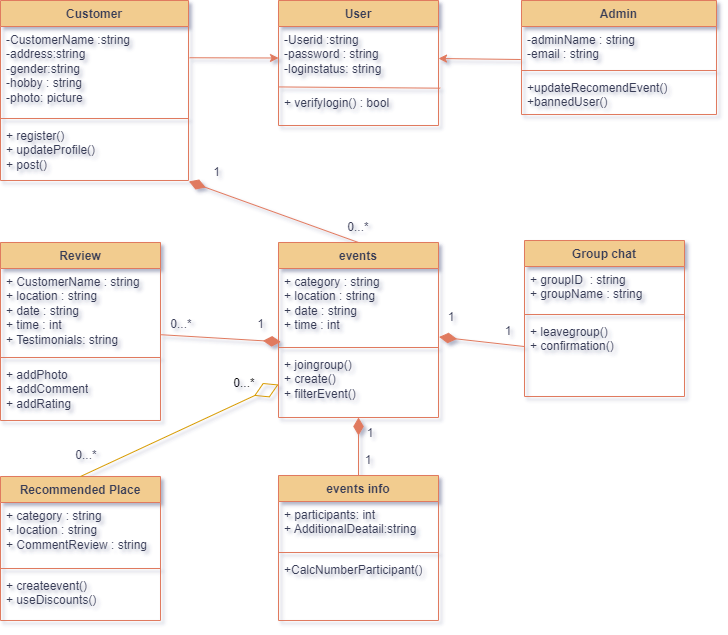 Customer
-CustomerName :string
-address:string
-gender:string
-hobby : string
-photo: picture
+ register()
+ updateProfile()
+ post()
User
-Userid :string
-password : string
-loginstatus: string
+ verifylogin() : bool
Admin
-adminName : string
-email : string
+updateRecomendEvent()
+bannedUser()
1
0...*
Review
+ CustomerName : string
+ location : string
+ date : string
+ time : int
+ Testimonials: string
+ addPhoto
+ addComment
+ addRating
0...*
1
events
+ category : string
+ location : string
+ date : string
+ time : int
+ joingroup()
+ create()
+ filterEvent()
1
1
Group chat
+ groupID : string
+ groupName : string
+ leavegroup()
+ confirmation()
0...*
0...*
1
1
Recommended Place
+ category : string
+ location : string
+ CommentReview : string
+ createevent()
+ useDiscounts()
events info
+ participants: int
+ AdditionalDeatail:string
+CalcNumberParticipant()